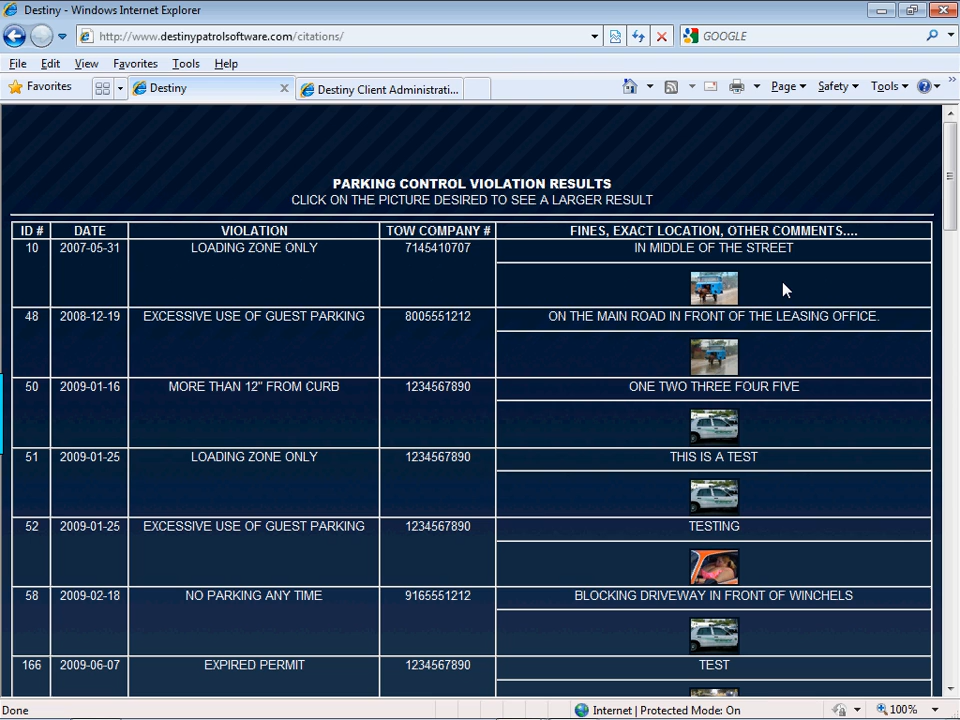 Destiny - Windows Internet Explorer
http://www.destinypatrolsoftware.com/citations/
GOOGLE
File Edit View Favorites Tools Help
Favorites
Destiny
Destiny Client Administrati...
Page Safety Tools
PARKING CONTROL VIOLATION RESULTS
CLICK ON THE PICTURE DESIRED TO SEE A LARGER RESULT
ID # DATE VIOLATION TOW COMPANY # FINES, EXACT LOCATION, OTHER COMMENTS....
10 2007-05-31 LOADING ZONE ONLY 7145410707 IN MIDDLE OF THE STREET
48 2008-12-19 EXCESSIVE USE OF GUEST PARKING 8005551212 ON THE MAIN ROAD IN FRONT OF THE LEASING OFFICE.
50 2009-01-16 MORE THAN 12" FROM CURB 1234567890 ONE TWO THREE FOUR FIVE
51 2009-01-25 LOADING ZONE ONLY 1234567890 THIS IS A TEST
52 2009-01-25 EXCESSIVE USE OF GUEST PARKING 1234567890 TESTING
58 2009-02-18 NO PARKING ANY TIME 9165551212 BLOCKING DRIVEWAY IN FRONT OF WINCHELS
166 2009-06-07 EXPIRED PERMIT 1234567890 TEST
Done
Internet | Protected Mode: On
100%